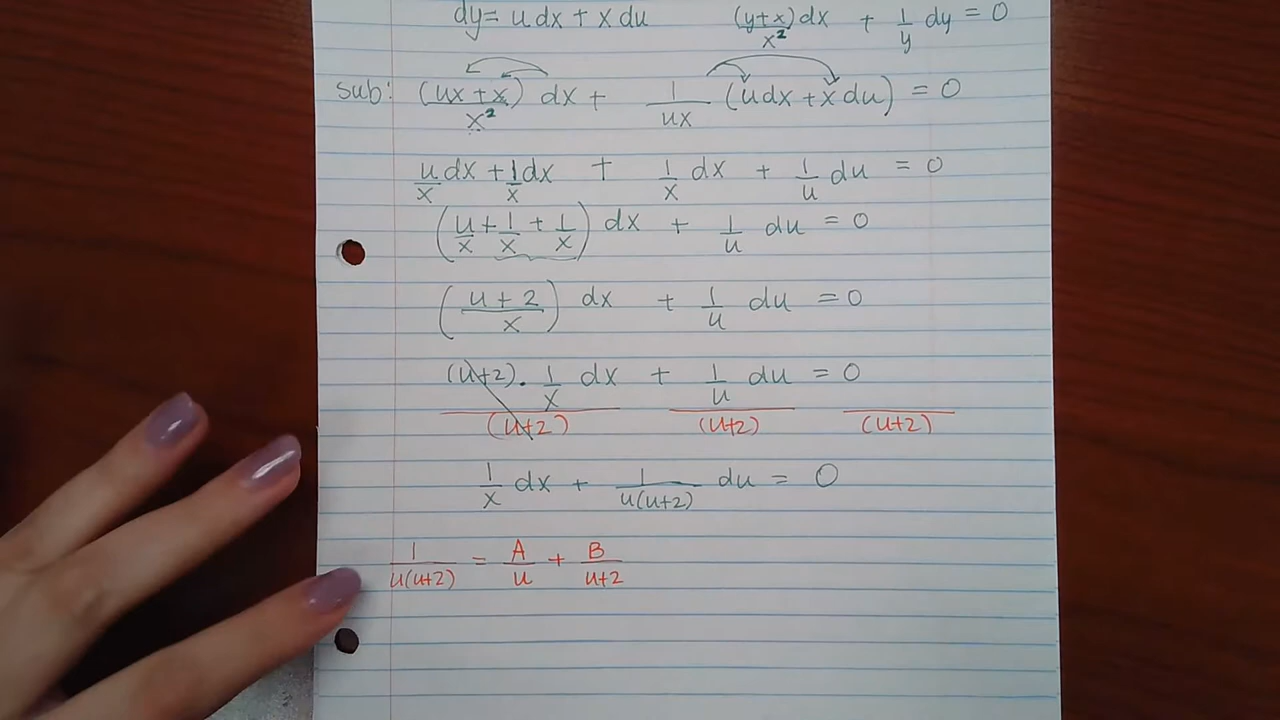 dy = u dx + x du (y+x)/x² dx + 1/y dy = 0
sub: (ux + x)/x² dx + 1/ux (u dx + x du) = 0
u/x dx + 1/x dx + 1/x dx + 1/u du = 0
(u/x + 1/x + 1/x) dx + 1/u du = 0
((u + 2)/x) dx + 1/u du = 0
(u+2) · 1/x dx + 1/u du = 0
(u+2) (u+2) (u+2)
1/x dx + 1/(u(u+2)) du = 0
1/(u(u+2)) = A/u + B/(u+2)